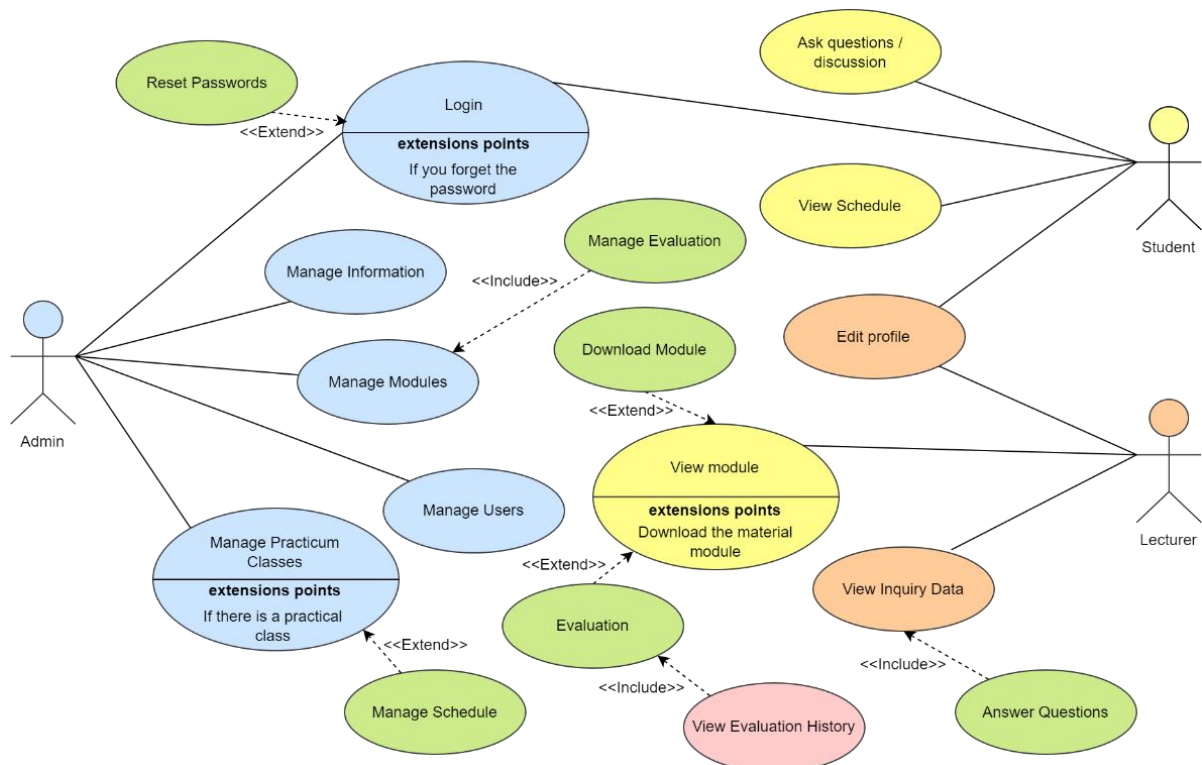 Ask questions /
discussion
Reset Passwords
Login
<<Extend>>
extensions points
If you forget the
password
View Schedule
Manage Evaluation
Student
Manage Information
<<Include>>
Edit profile
Download Module
Manage Modules
<<Extend>>
Admin
View module
extensions points
Download the material
module
Manage Users
Lecturer
Manage Practicum
Classes
extensions points
If there is a practical
class
<<Extend>>
View Inquiry Data
Evaluation
<<Extend>>
<<Include>>
<<Include>>
Manage Schedule
View Evaluation History
Answer Questions